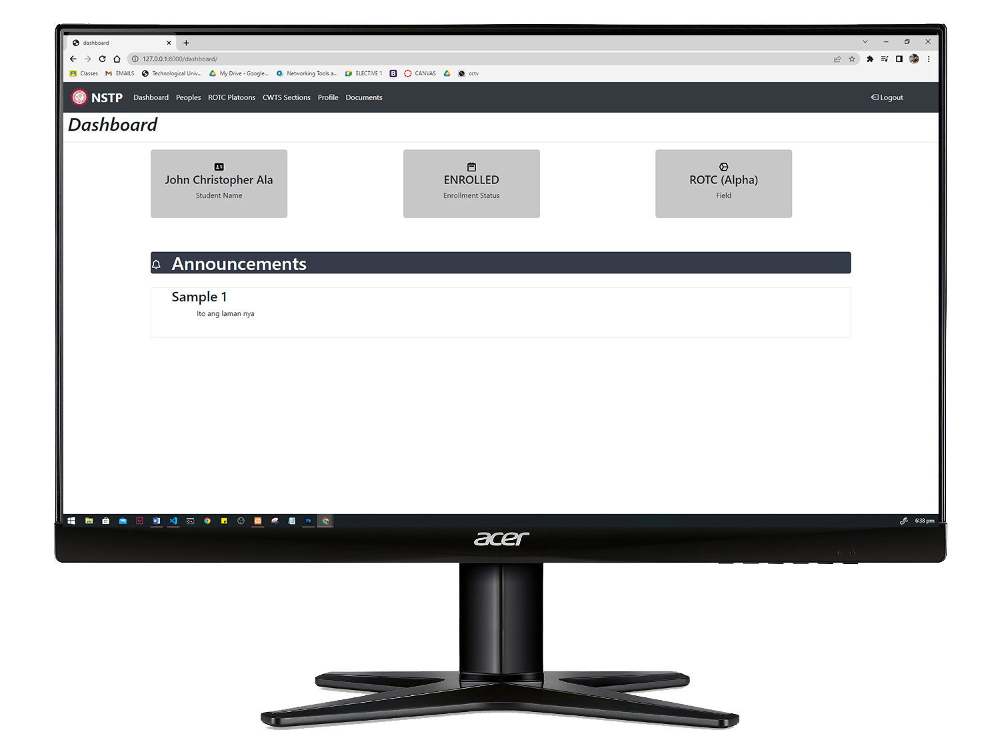 dashboard
127.0.0.1:8000/dashboard/
Classes EMAILS Technological Univ... My Drive - Google... Networking Tools a... ELECTIVE 1 B CANVAS cctv
NSTP Dashboard Peoples ROTC Platoons CWTS Sections Profile Documents Logout
Dashboard
John Christopher Ala
Student Name
ENROLLED
Enrollment Status
ROTC (Alpha)
Field
Announcements
Sample 1
Ito ang laman nya
6:38 pm
acer